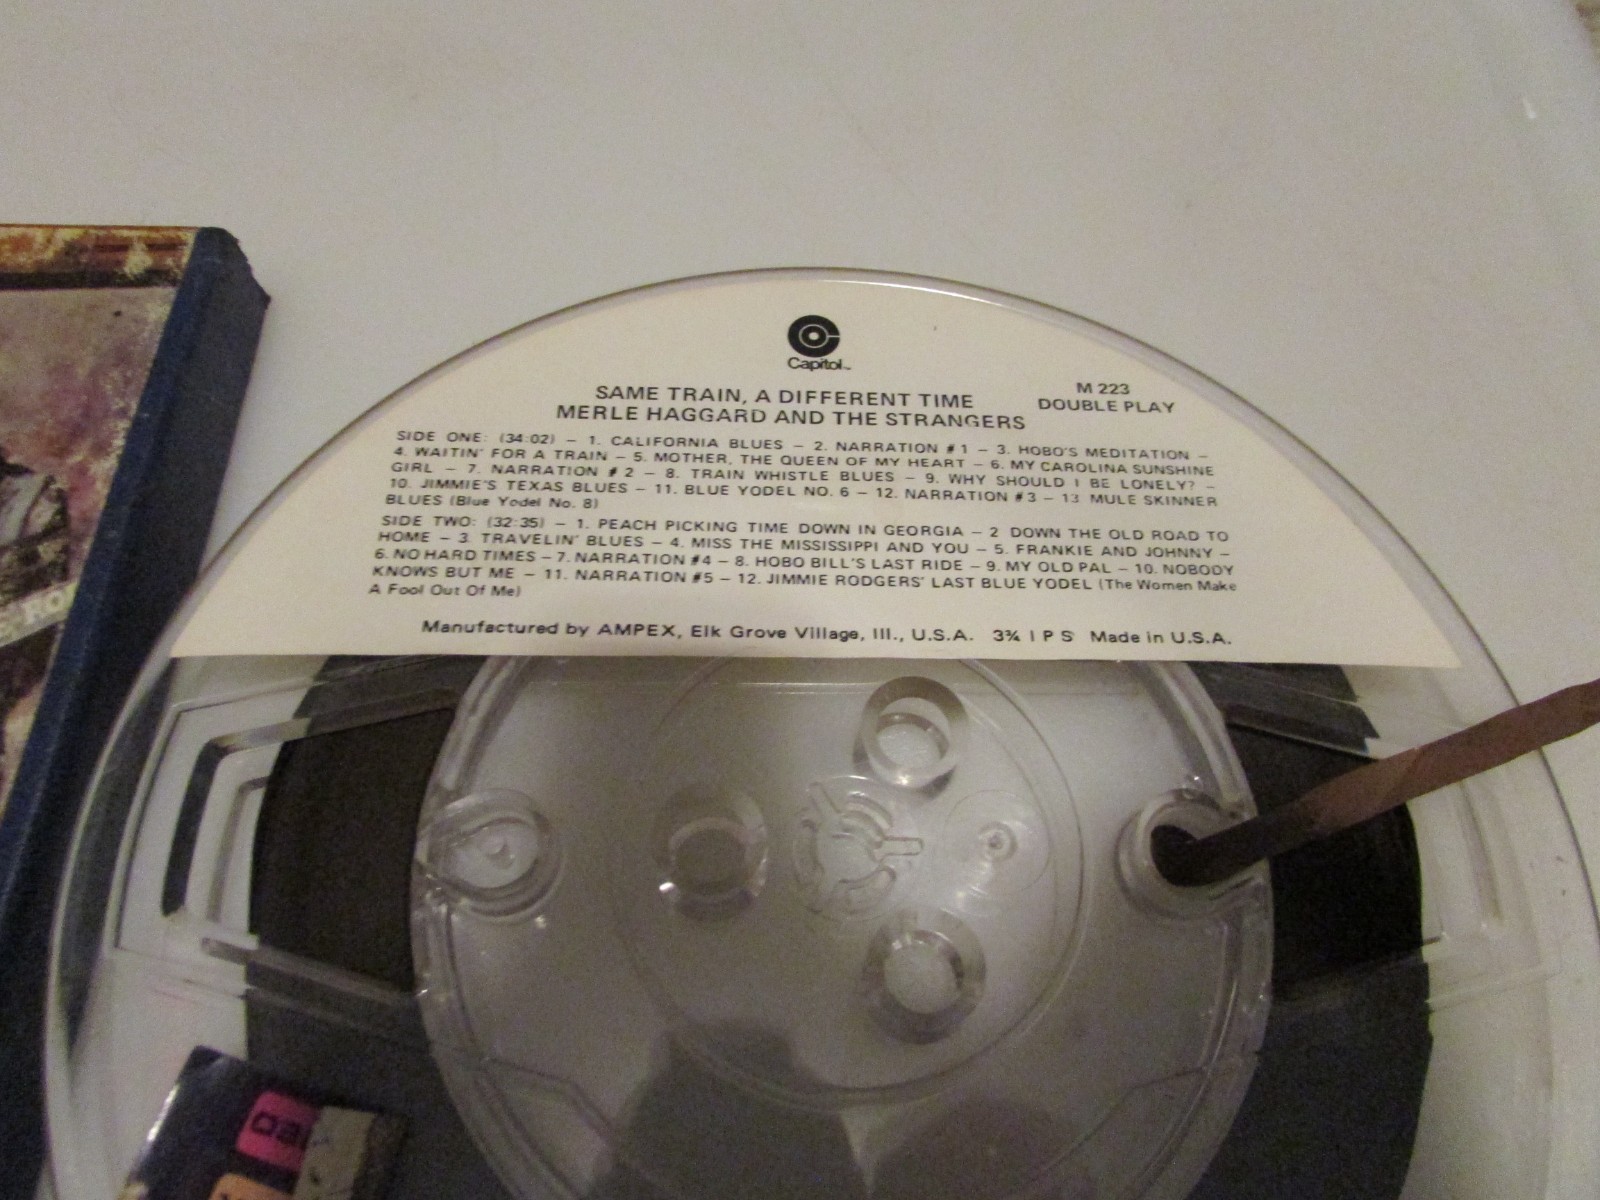 Capitol
SAME TRAIN, A DIFFERENT TIME
MERLE HAGGARD AND THE STRANGERS
M 223
DOUBLE PLAY
SIDE ONE: (34:02) – 1. CALIFORNIA BLUES – 2. NARRATION #1 – 3. HOBO'S MEDITATION –
4. WAITIN' FOR A TRAIN – 5. MOTHER, THE QUEEN OF MY HEART – 6. MY CAROLINA SUNSHINE
GIRL – 7. NARRATION #2 – 8. TRAIN WHISTLE BLUES – 9. WHY SHOULD I BE LONELY? –
10. JIMMIE'S TEXAS BLUES – 11. BLUE YODEL NO. 6 – 12. NARRATION #3 – 13 MULE SKINNER
BLUES (Blue Yodel No. 8)
SIDE TWO: (32:35) – 1. PEACH PICKING TIME DOWN IN GEORGIA – 2 DOWN THE OLD ROAD TO
HOME – 3. TRAVELIN' BLUES – 4. MISS THE MISSISSIPPI AND YOU – 5. FRANKIE AND JOHNNY –
6. NO HARD TIMES – 7. NARRATION #4 – 8. HOBO BILL'S LAST RIDE – 9. MY OLD PAL – 10. NOBODY
KNOWS BUT ME – 11. NARRATION #5 – 12. JIMMIE RODGERS' LAST BLUE YODEL (The Women Make
A Fool Out Of Me)
Manufactured by AMPEX, Elk Grove Village, Ill., U.S.A. 3¾ I P S Made in U.S.A.